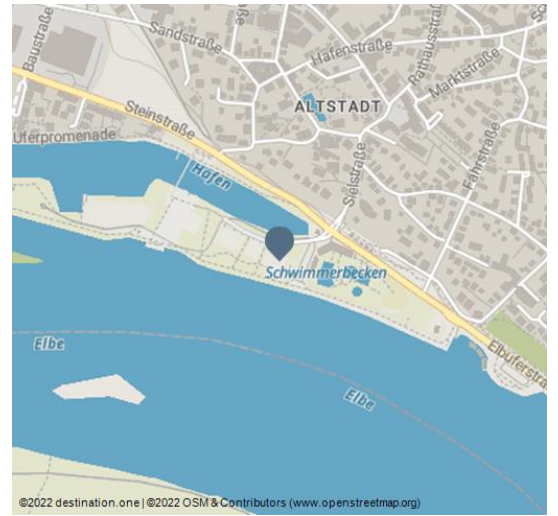 Baustraße
Sandstraße
Hafenstraße
Rathausstraße
Marktstraße
ALTSTADT
Steinstraße
Uferpromenade
Hafen
Sielstraße
Fährstraße
Schwimmerbecken
Elbe
Elbe
Elbuferstra
©2022 destination.one | ©2022 OSM & Contributors (www.openstreetmap.org)